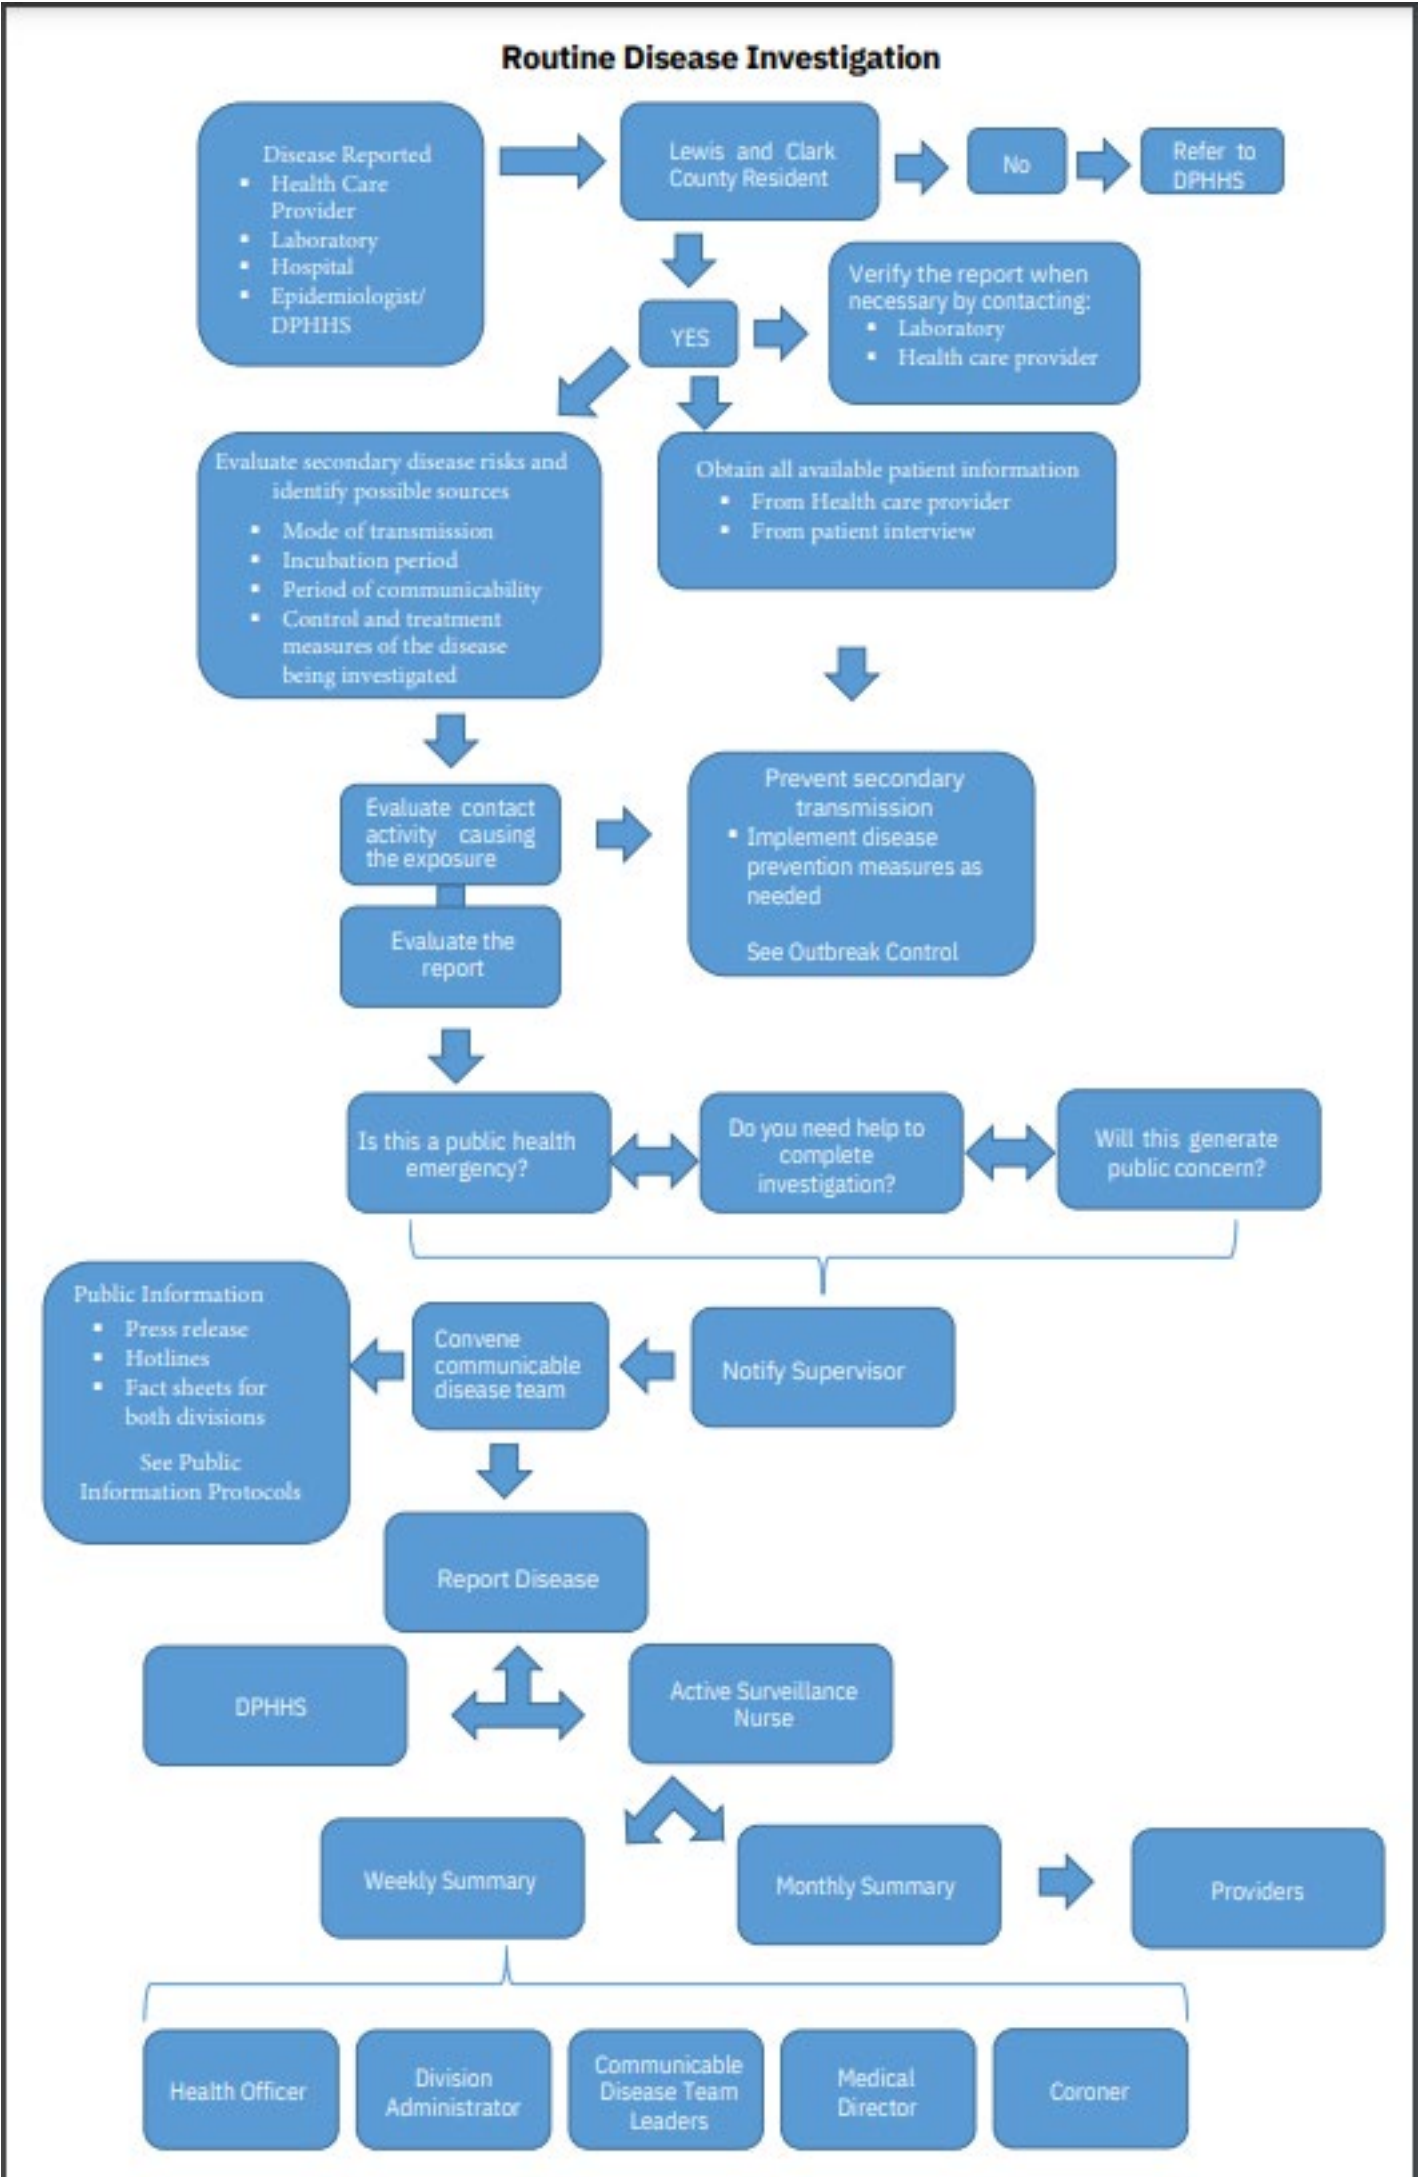 Routine Disease Investigation
Disease Reported
▪ Health Care
Provider
▪ Laboratory
▪ Hospital
▪ Epidemiologist/
DPHHS
Lewis and Clark
County Resident
No
Refer to
DPHHS
YES
Verify the report when
necessary by contacting:
▪ Laboratory
▪ Health care provider
Evaluate secondary disease risks and
identify possible sources
▪ Mode of transmission
▪ Incubation period
▪ Period of communicability
▪ Control and treatment
measures of the disease
being investigated
Obtain all available patient information
▪ From Health care provider
▪ From patient interview
Evaluate contact
activity causing
the exposure
Prevent secondary
transmission
▪ Implement disease
prevention measures as
needed
See Outbreak Control
Evaluate the
report
Is this a public health
emergency?
Do you need help to
complete
investigation?
Will this generate
public concern?
Public Information
▪ Press release
▪ Hotlines
▪ Fact sheets for
both divisions
See Public
Information Protocols
Convene
communicable
disease team
Notify Supervisor
Report Disease
DPHHS
Active Surveillance
Nurse
Weekly Summary
Monthly Summary
Providers
Health Officer
Division
Administrator
Communicable
Disease Team
Leaders
Medical
Director
Coroner